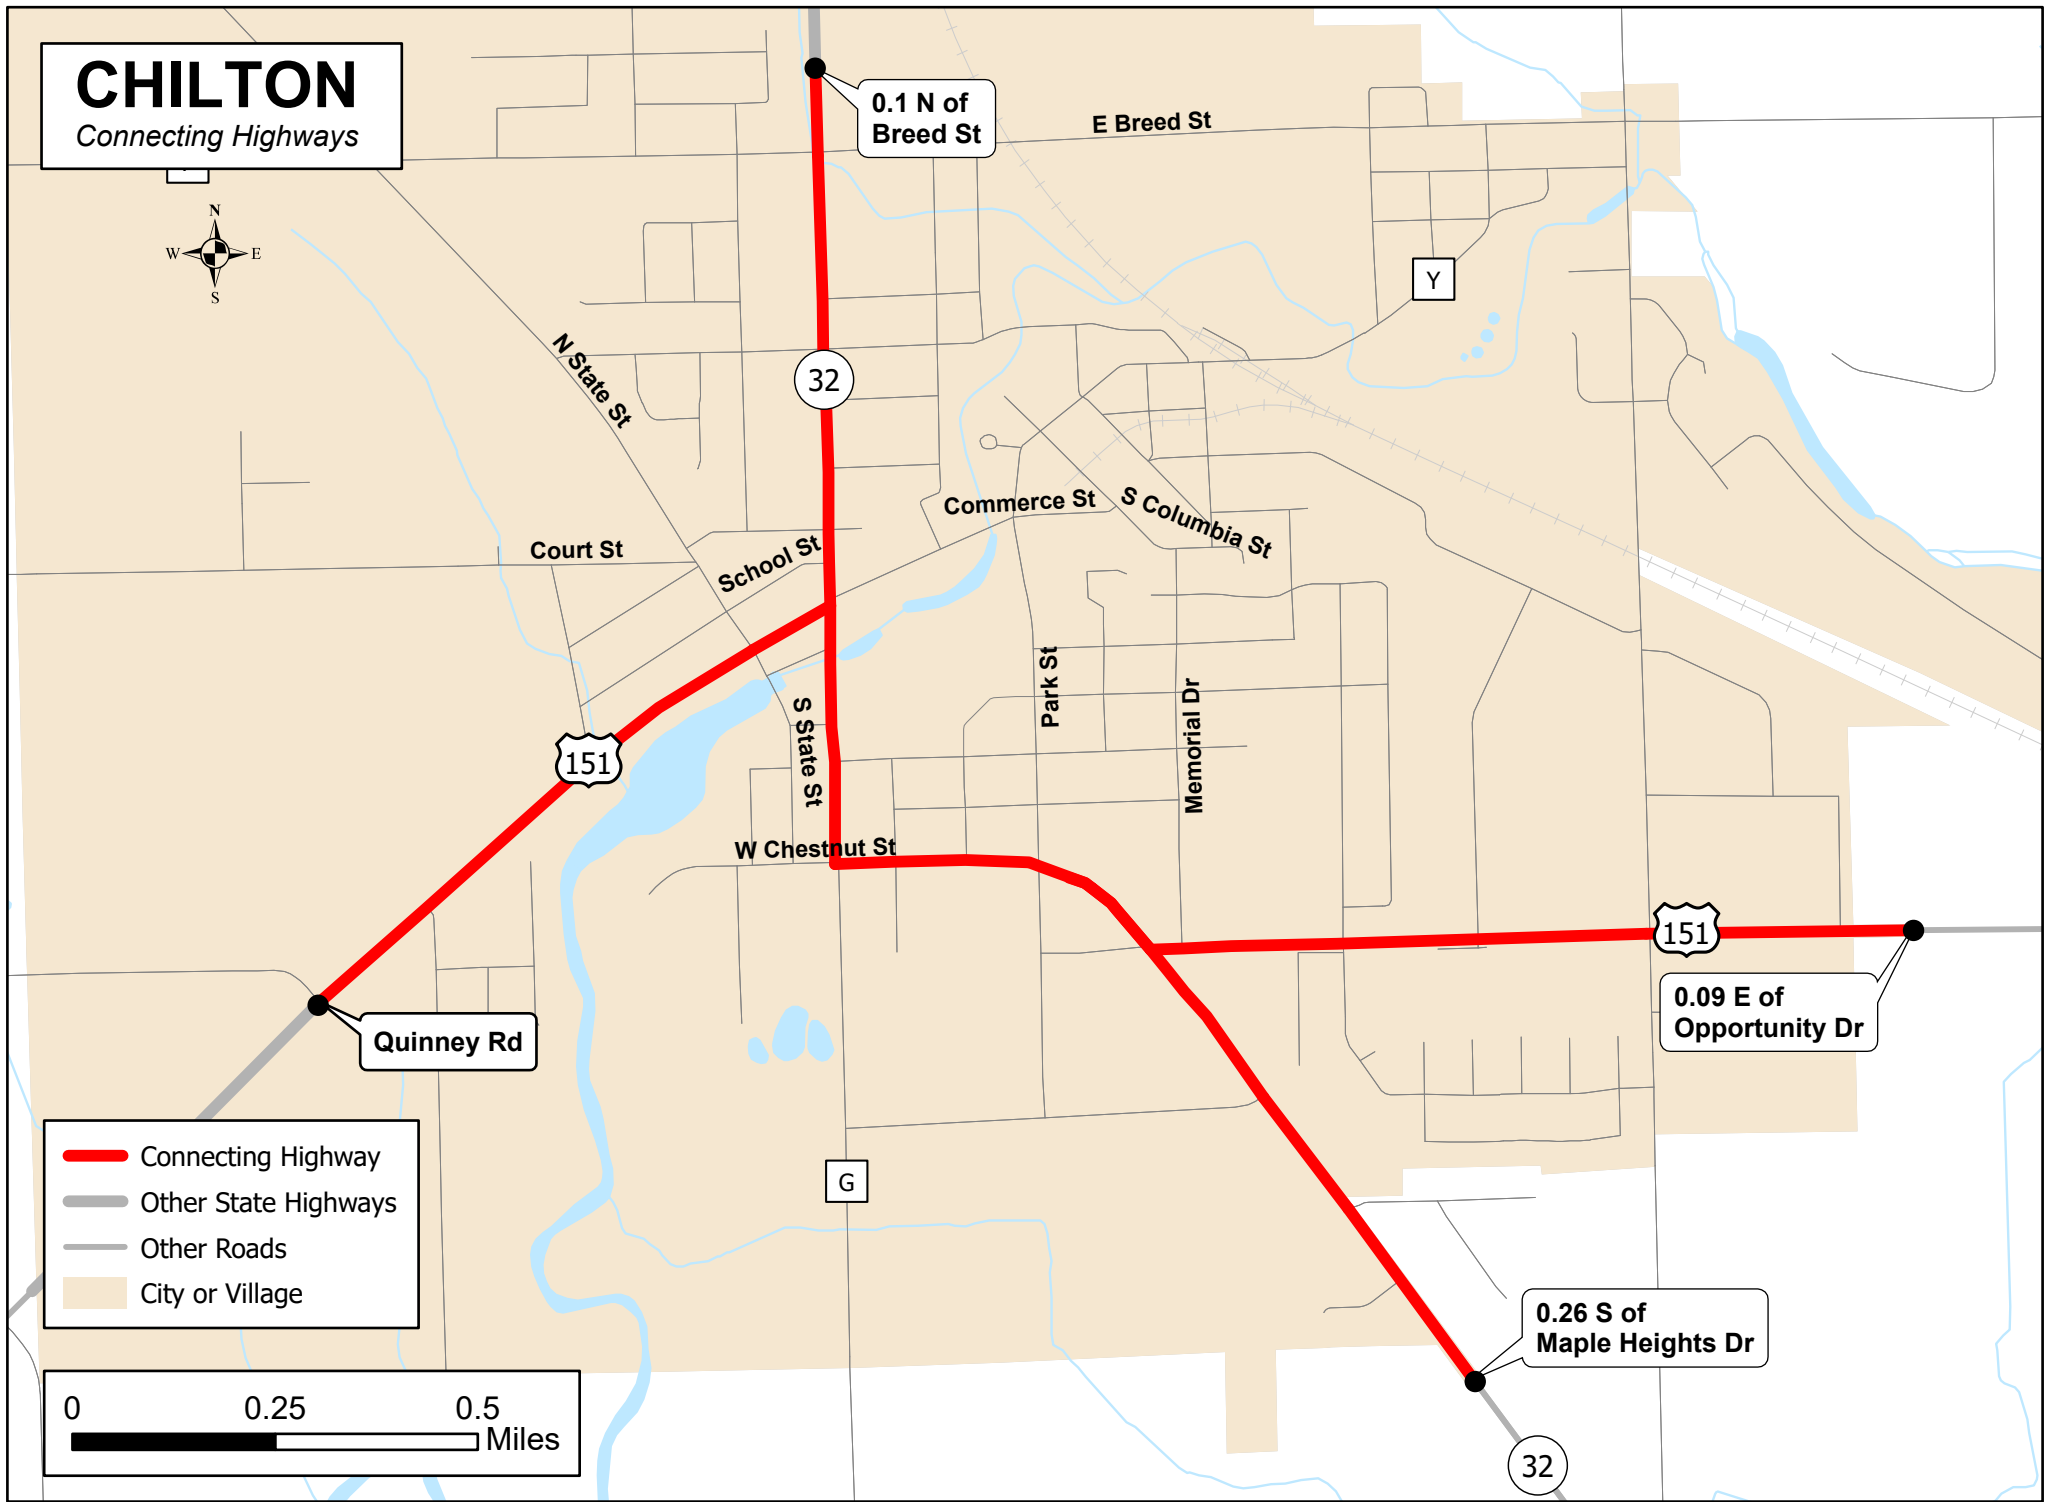 CHILTON
Connecting Highways
N
W
E
S
0.1 N of
Breed St
E Breed St
Y
N State St
32
Commerce St
S Columbia St
Court St
School St
Park St
Memorial Dr
S State St
151
W Chestnut St
151
0.09 E of
Opportunity Dr
Quinney Rd
G
Connecting Highway
Other State Highways
Other Roads
City or Village
0.26 S of
Maple Heights Dr
0 0.25 0.5
Miles
32